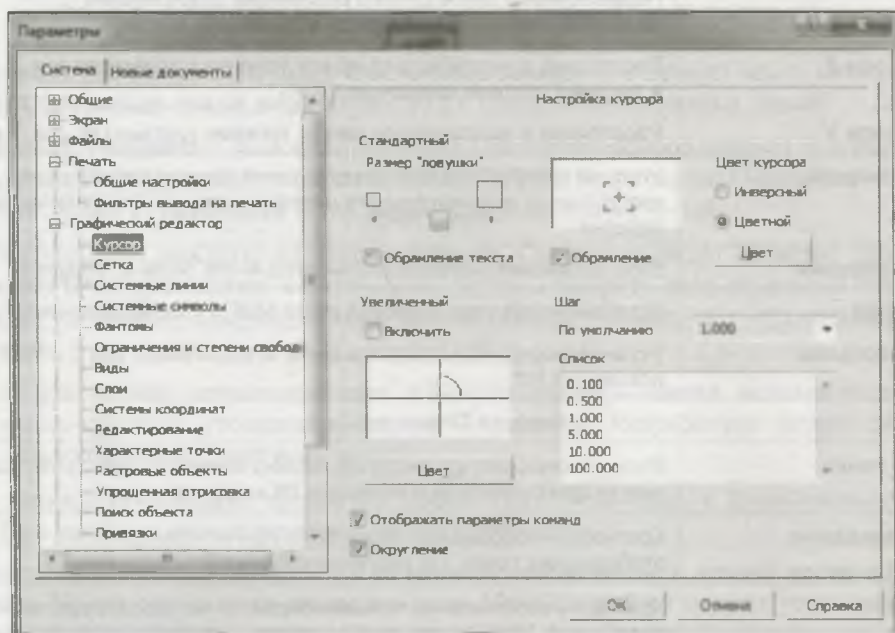 Параметры
Система
Новые документы
Общие
Экран
Файлы
Печать
Общие настройки
Фильтры вывода на печать
Графический редактор
Курсор
Сетка
Системные линии
Системные символы
Фантомы
Ограничения и степени свобод
Виды
Слои
Системы координат
Редактирование
Характерные точки
Растровые объекты
Упрощенная отрисовка
Поиск объекта
Привязки
Настройка курсора
Стандартный
Размер "ловушки"
Обрамление текста
Обрамление
Цвет курсора
Инверсный
Цветной
Цвет
Увеличенный
Включить
Цвет
Шаг
По умолчанию 1.000
Список
0.100
0.500
1.000
5.000
10.000
100.000
Отображать параметры команд
Округление
OK
Отмена
Справка